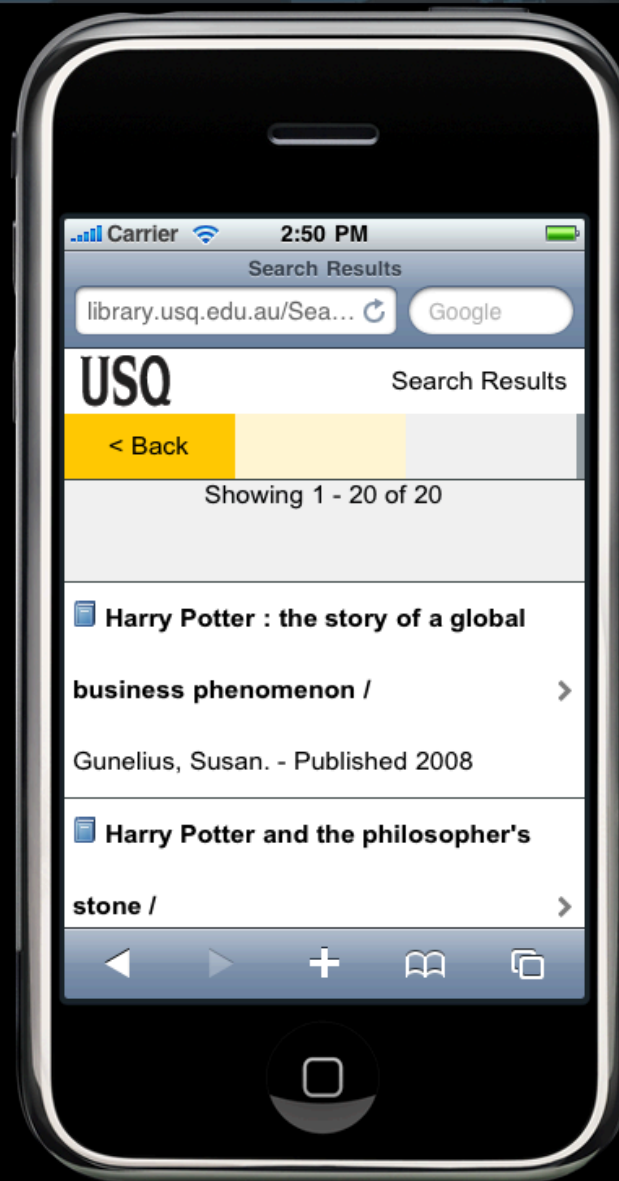 Carrier 2:50 PM
Search Results
library.usq.edu.au/Sea... Google
USQ Search Results
< Back
Showing 1 - 20 of 20
Harry Potter : the story of a global
business phenomenon /
Gunelius, Susan. - Published 2008
Harry Potter and the philosopher's
stone /